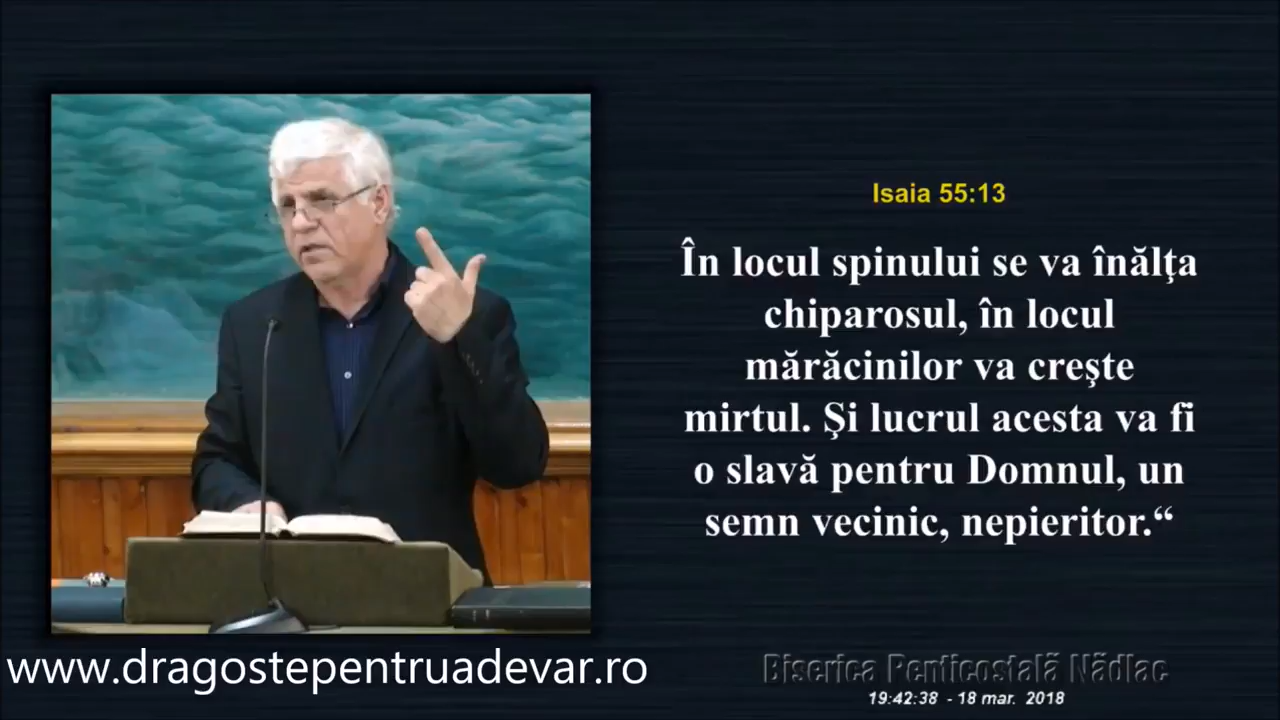 Isaia 55:13
În locul spinului se va înălţa
chiparosul, în locul
mărăcinilor va creşte
mirtul. Şi lucrul acesta va fi
o slavă pentru Domnul, un
semn vecinic, nepieritor.“
www.dragostepentruadevar.ro
Biserica Penticostală Nădlac
19:42:38 - 18 mar. 2018